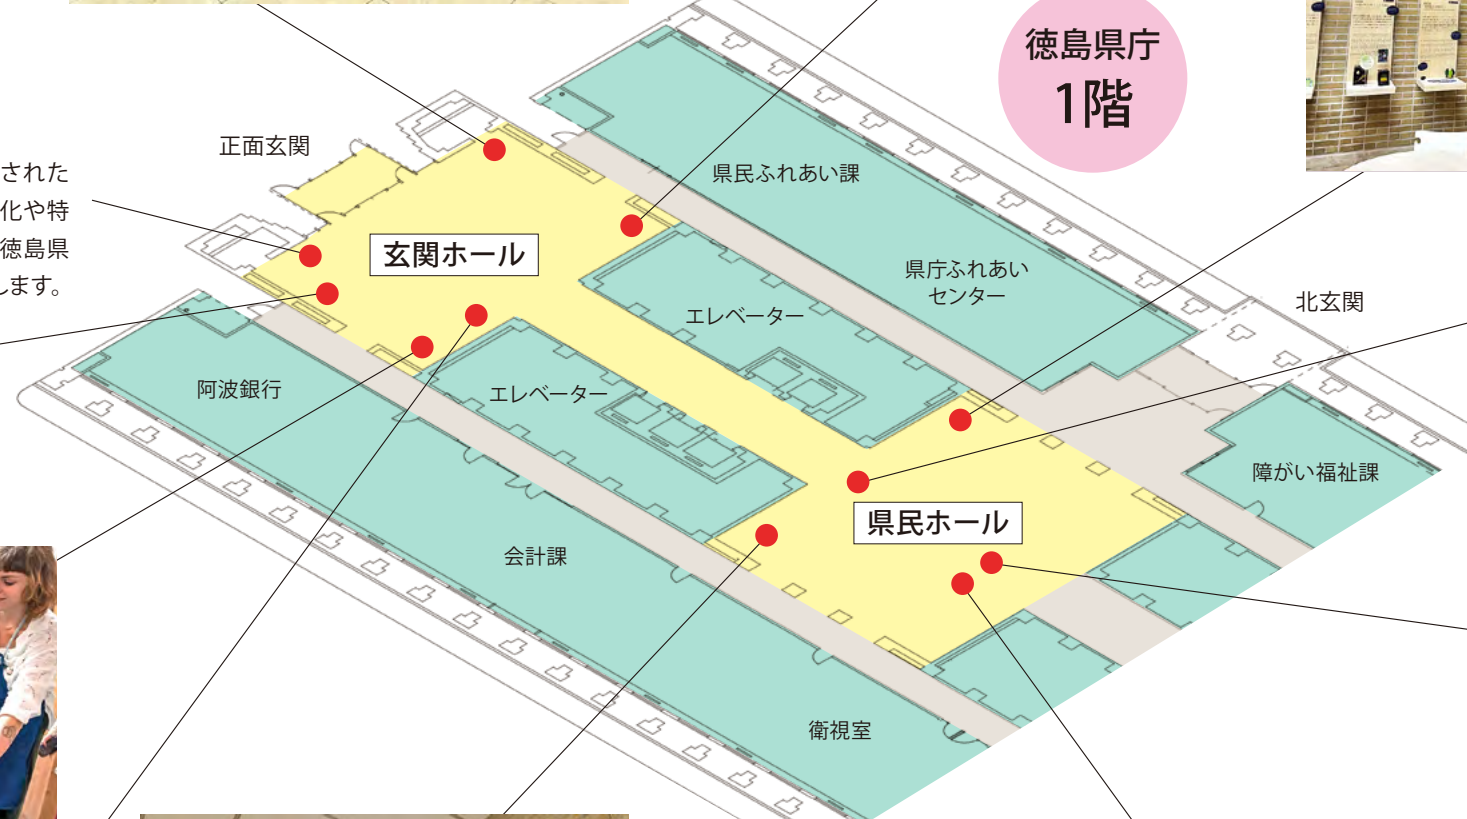 徳島県庁
1階
正面玄関
された
化や特
徳島県
します。
玄関ホール
県民ふれあい課
県庁ふれあい
センター
北玄関
エレベーター
エレベーター
阿波銀行
障がい福祉課
県民ホール
会計課
衛視室